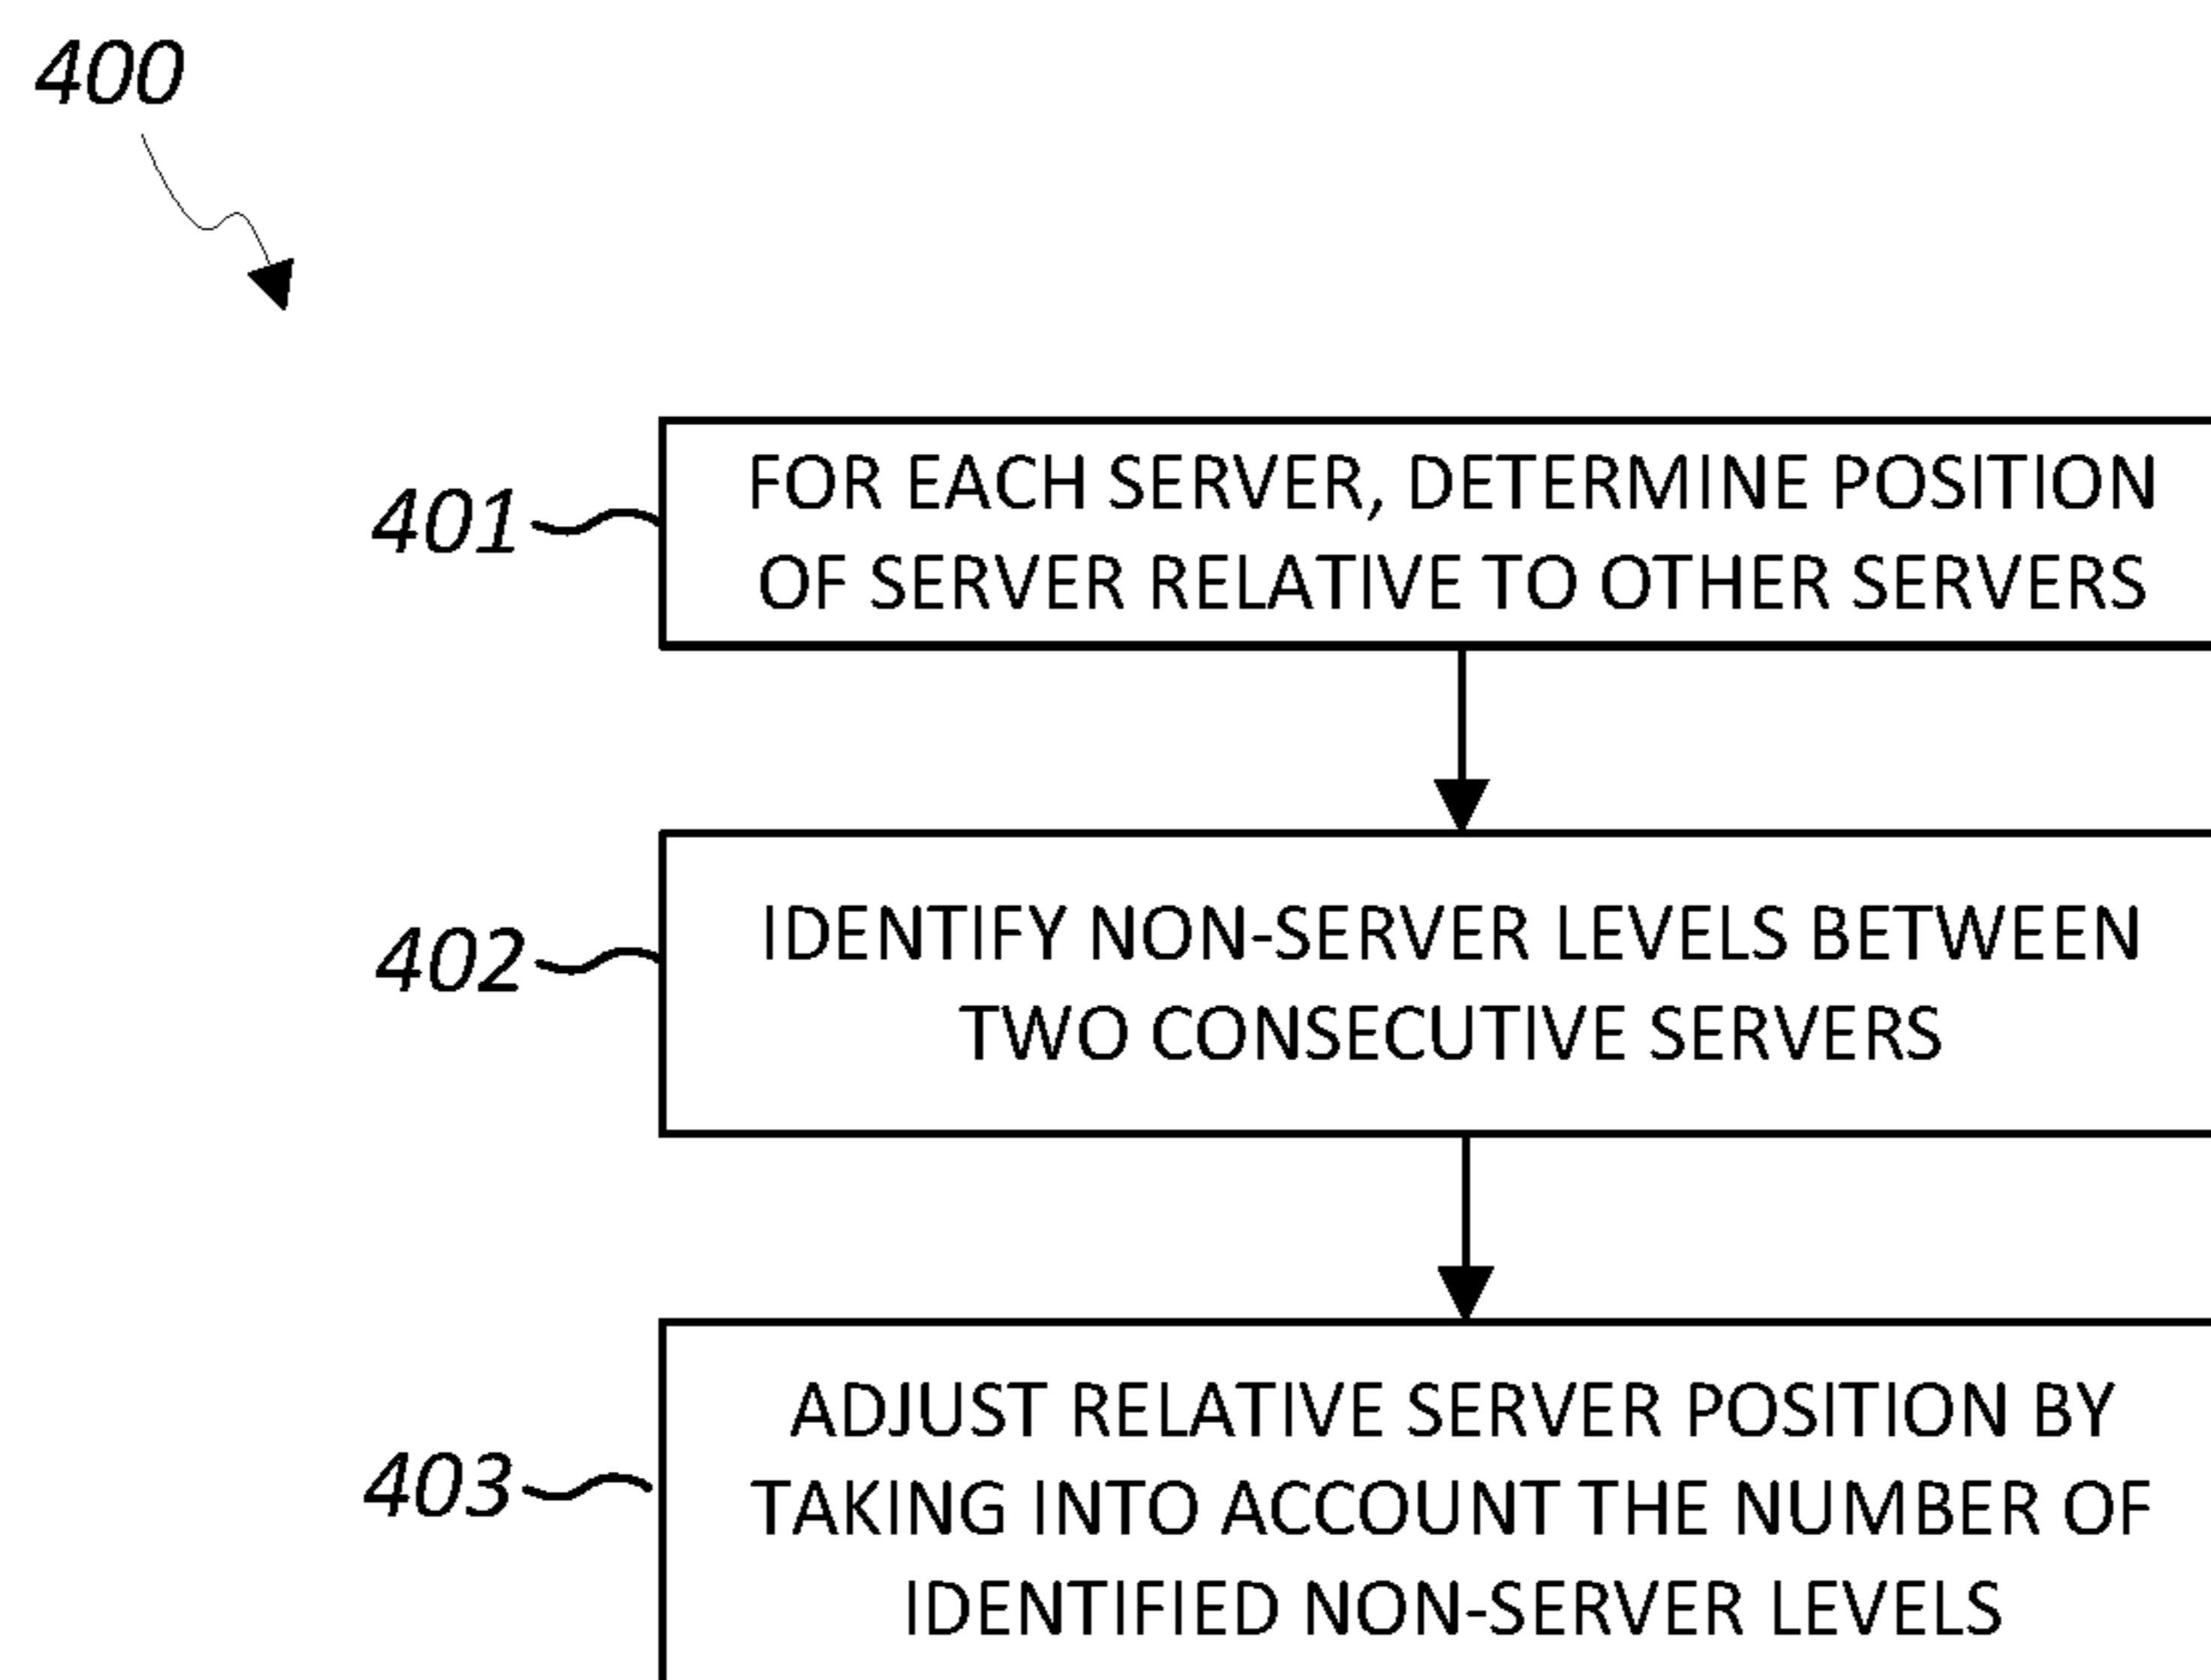 400
401
FOR EACH SERVER, DETERMINE POSITION
OF SERVER RELATIVE TO OTHER SERVERS
402
IDENTIFY NON-SERVER LEVELS BETWEEN
TWO CONSECUTIVE SERVERS
403
ADJUST RELATIVE SERVER POSITION BY
TAKING INTO ACCOUNT THE NUMBER OF
IDENTIFIED NON-SERVER LEVELS